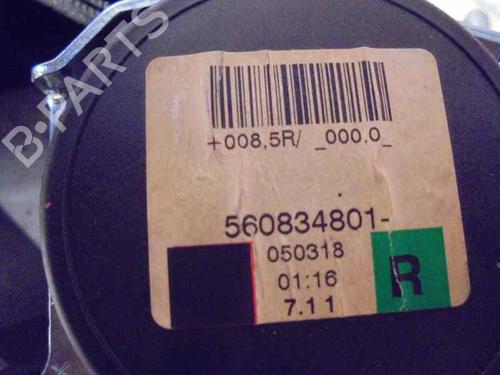 B-PARTS
+008,5R/ _000,0_
560834801-
050318
01:16
7.11
R